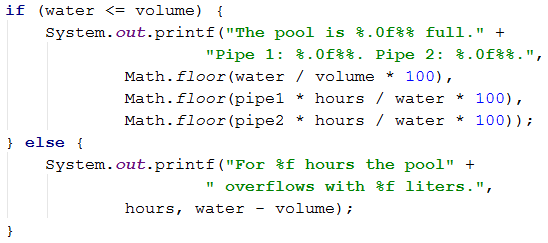 if (water <= volume) {
System.out.printf("The pool is %.0f%% full." +
"Pipe 1: %.0f%%. Pipe 2: %.0f%%.",
Math.floor(water / volume * 100),
Math.floor(pipe1 * hours / water * 100),
Math.floor(pipe2 * hours / water * 100));
} else {
System.out.printf("For %f hours the pool" +
" overflows with %f liters.",
hours, water - volume);
}